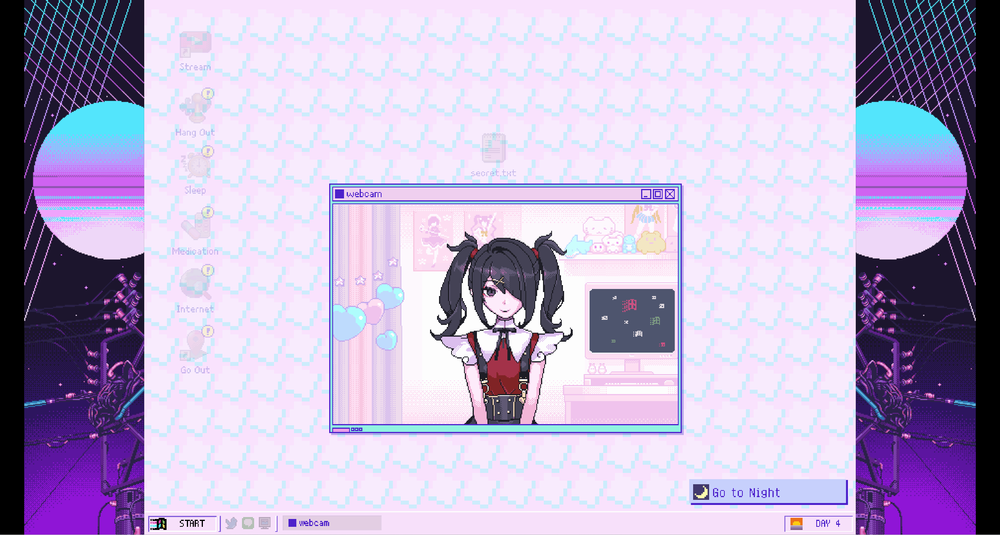 Stream
Hang Out
Sleep
Medication
Internet
Go Out
secret.txt
webcam
Go to Night
START
webcam
DAY 4